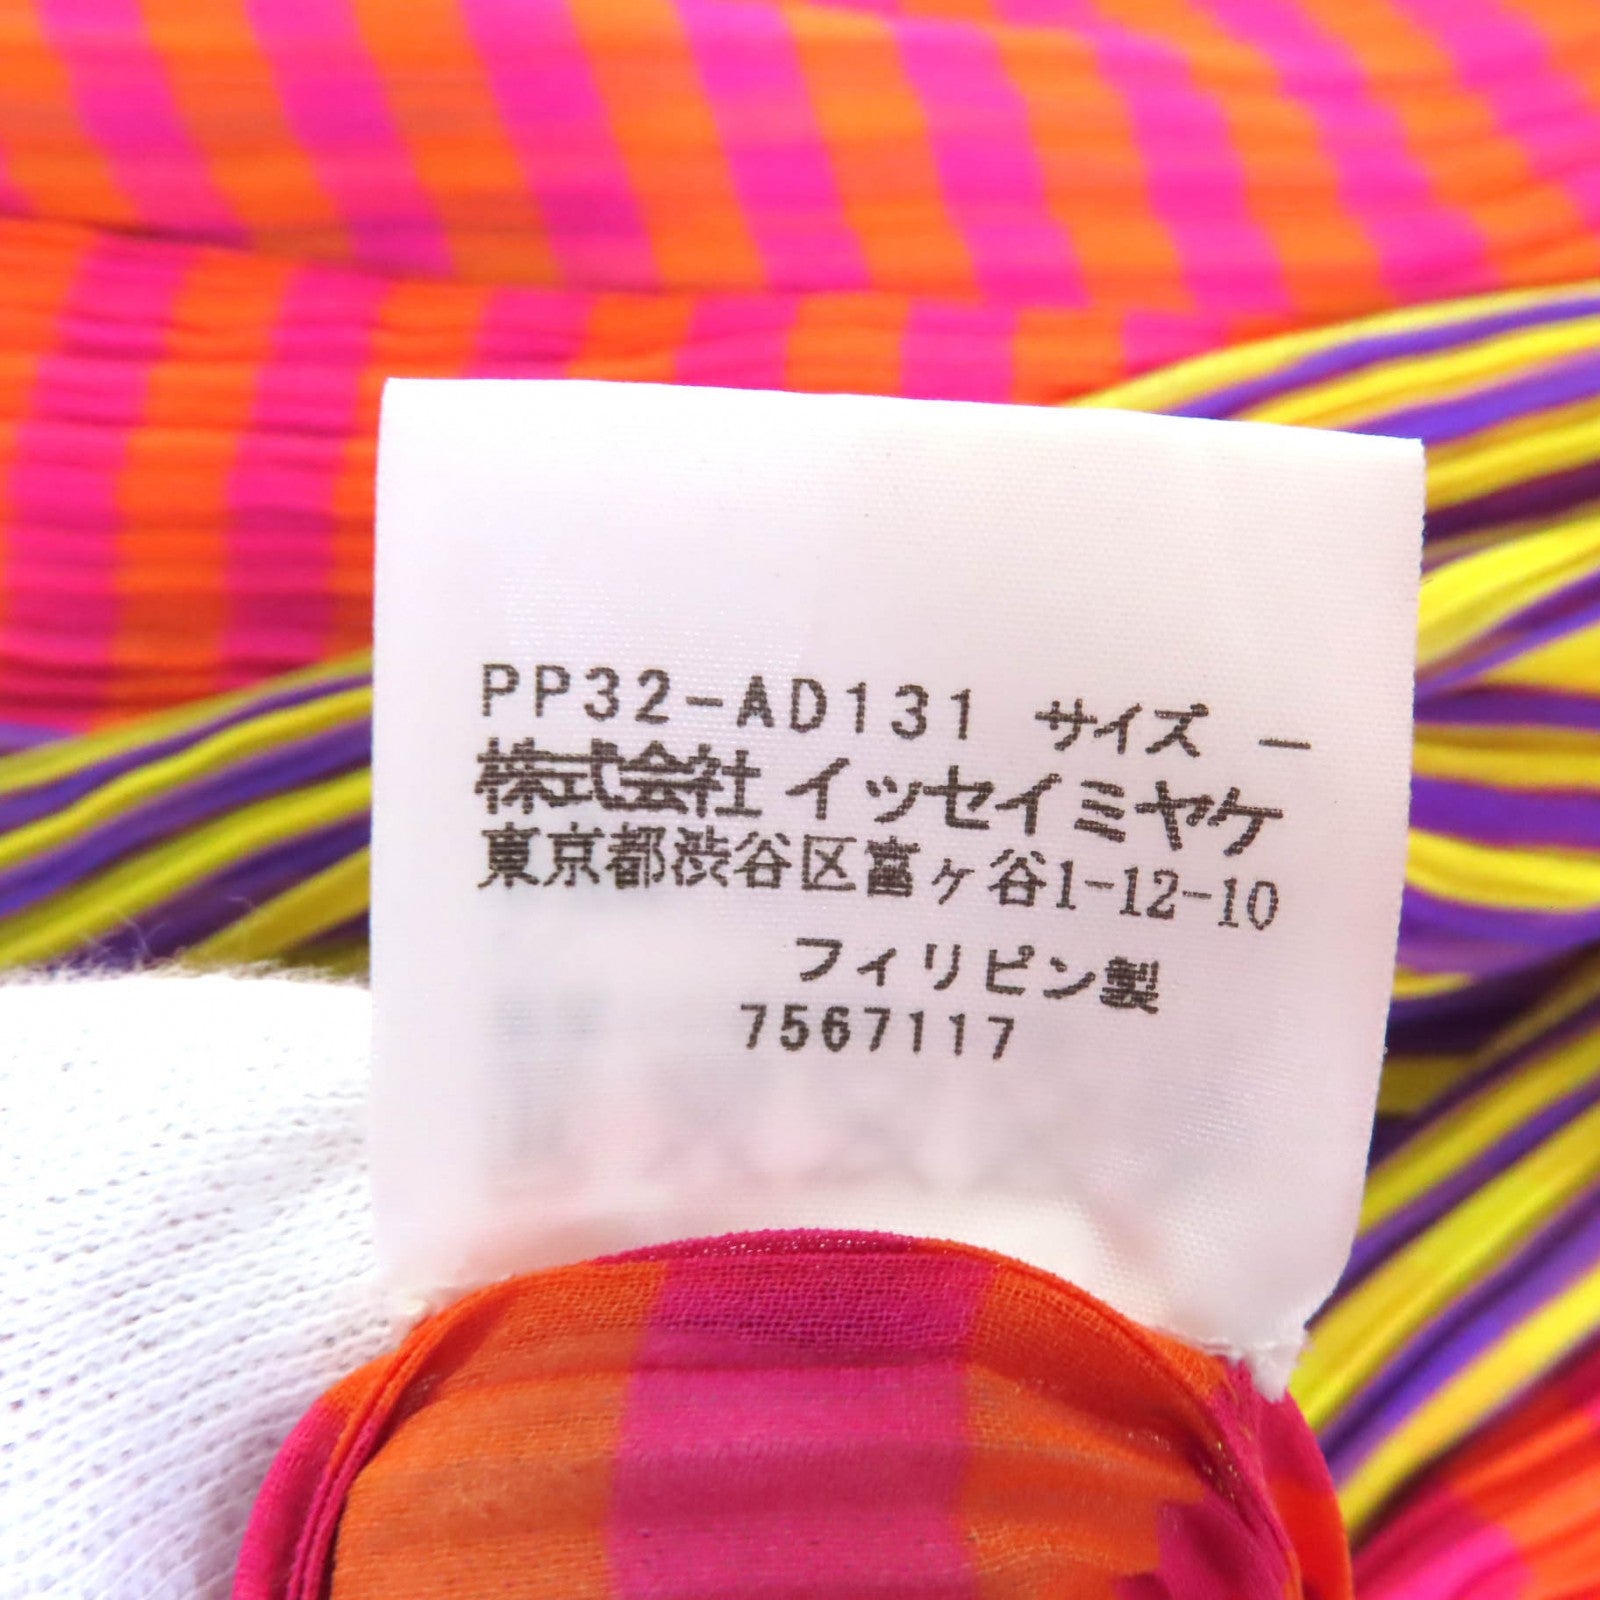 PP32-AD131 サイズ －
株式会社 イッセイミヤケ
東京都渋谷区富ヶ谷1-12-10
フィリピン製
7567117